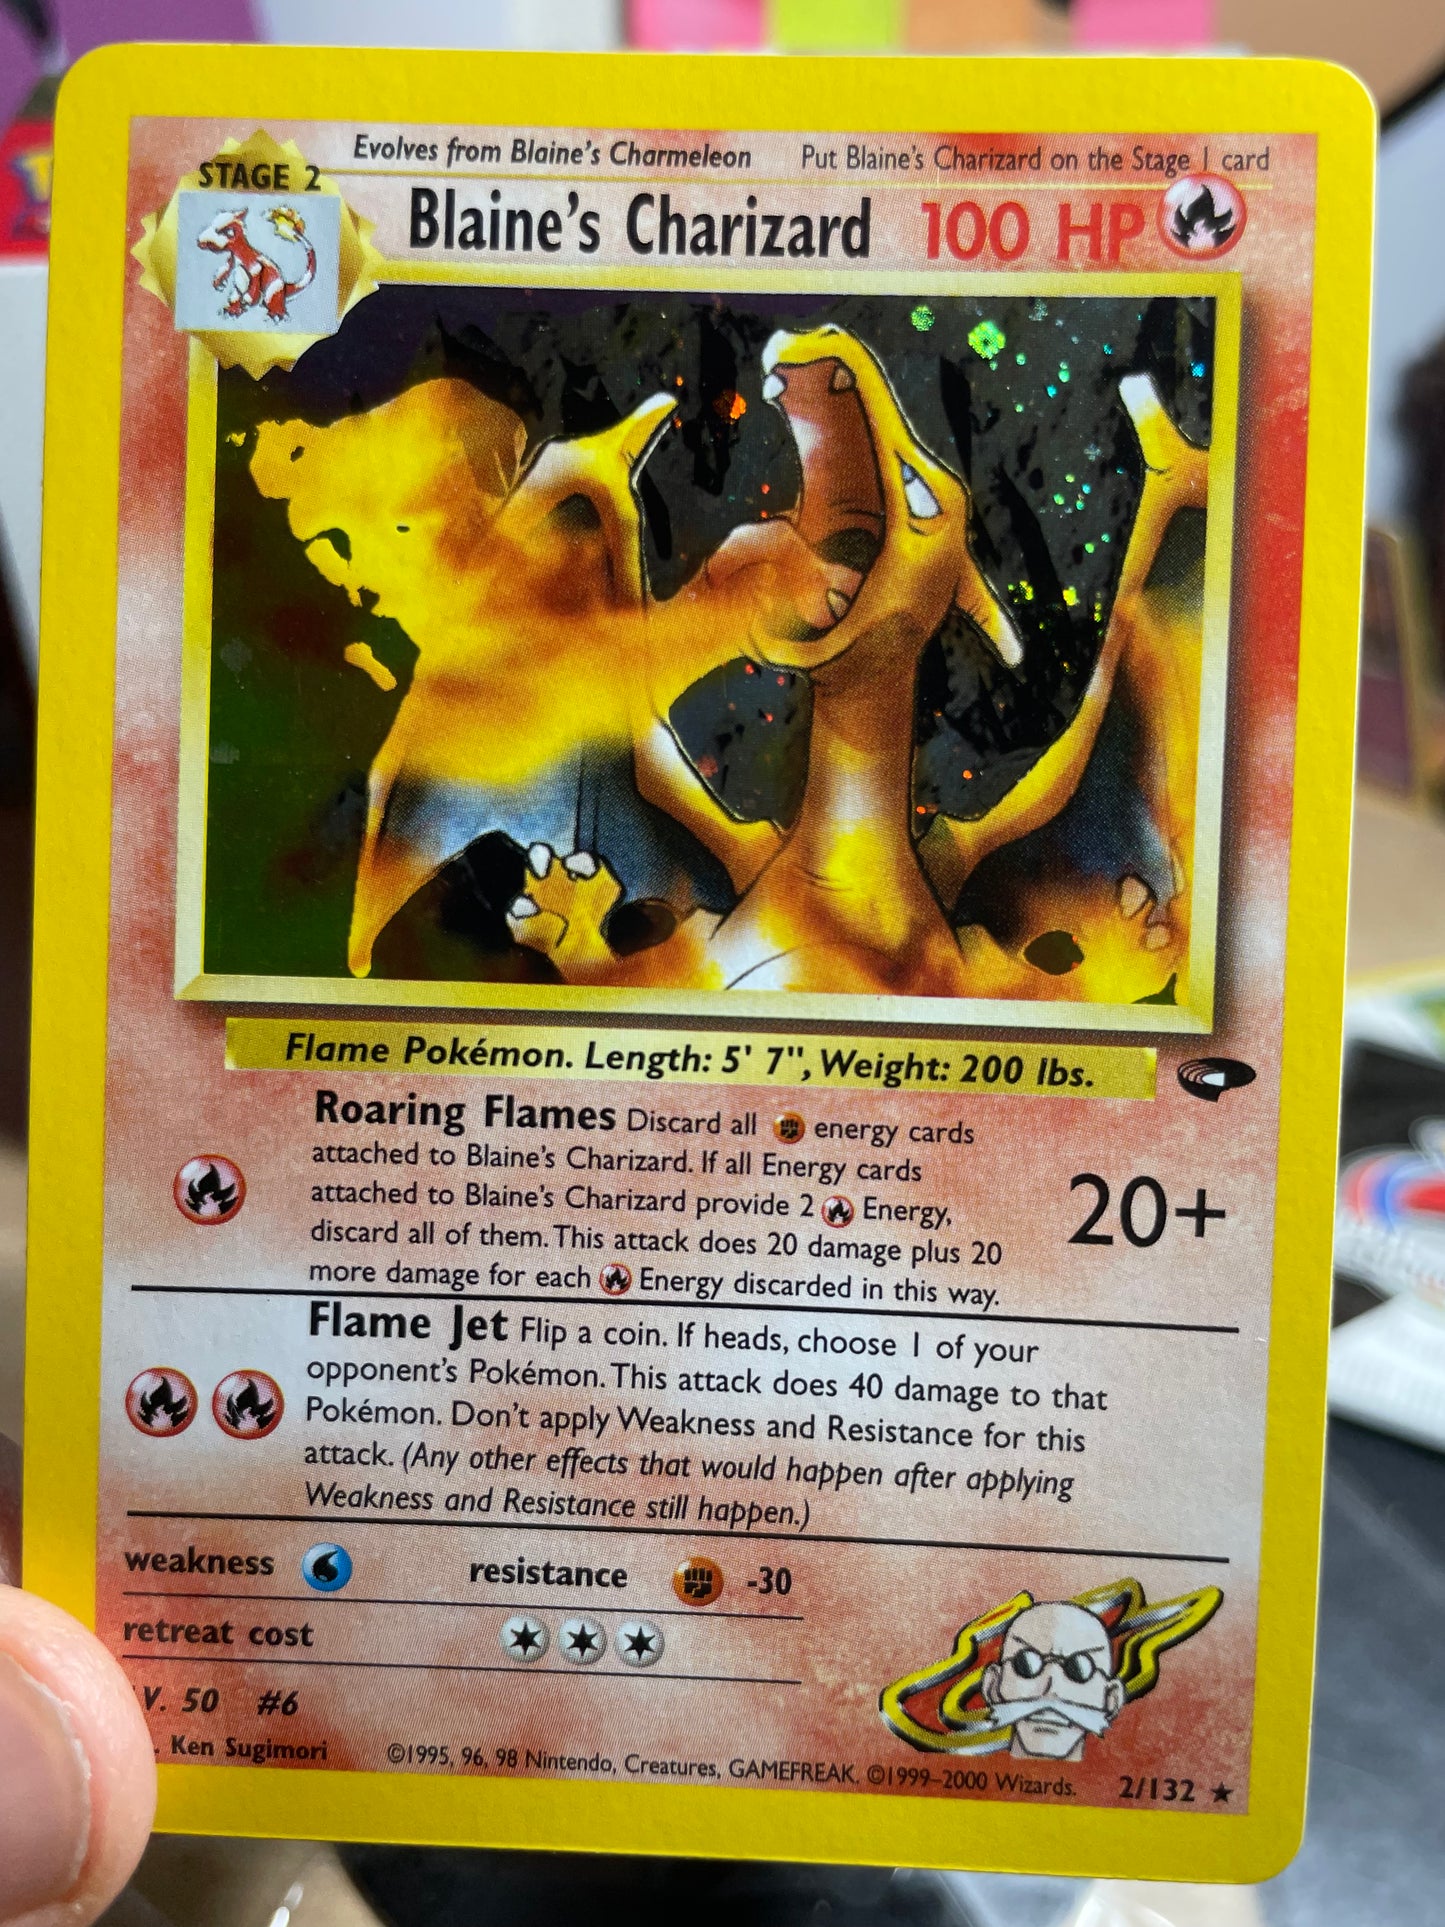 Evolves from Blaine's Charmeleon Put Blaine's Charizard on the Stage 1 card
STAGE 2
Blaine's Charizard 100 HP
Flame Pokémon. Length: 5' 7", Weight: 200 lbs.
Roaring Flames Discard all energy cards
attached to Blaine's Charizard. If all Energy cards
attached to Blaine's Charizard provide 2 Energy,
discard all of them. This attack does 20 damage plus 20
more damage for each Energy discarded in this way.
20+
Flame Jet Flip a coin. If heads, choose 1 of your
opponent's Pokémon. This attack does 40 damage to that
Pokémon. Don't apply Weakness and Resistance for this
attack. (Any other effects that would happen after applying
Weakness and Resistance still happen.)
weakness resistance -30
retreat cost
V. 50 #6
. Ken Sugimori ©1995, 96, 98 Nintendo, Creatures, GAMEFREAK. ©1999-2000 Wizards. 2/132 ★